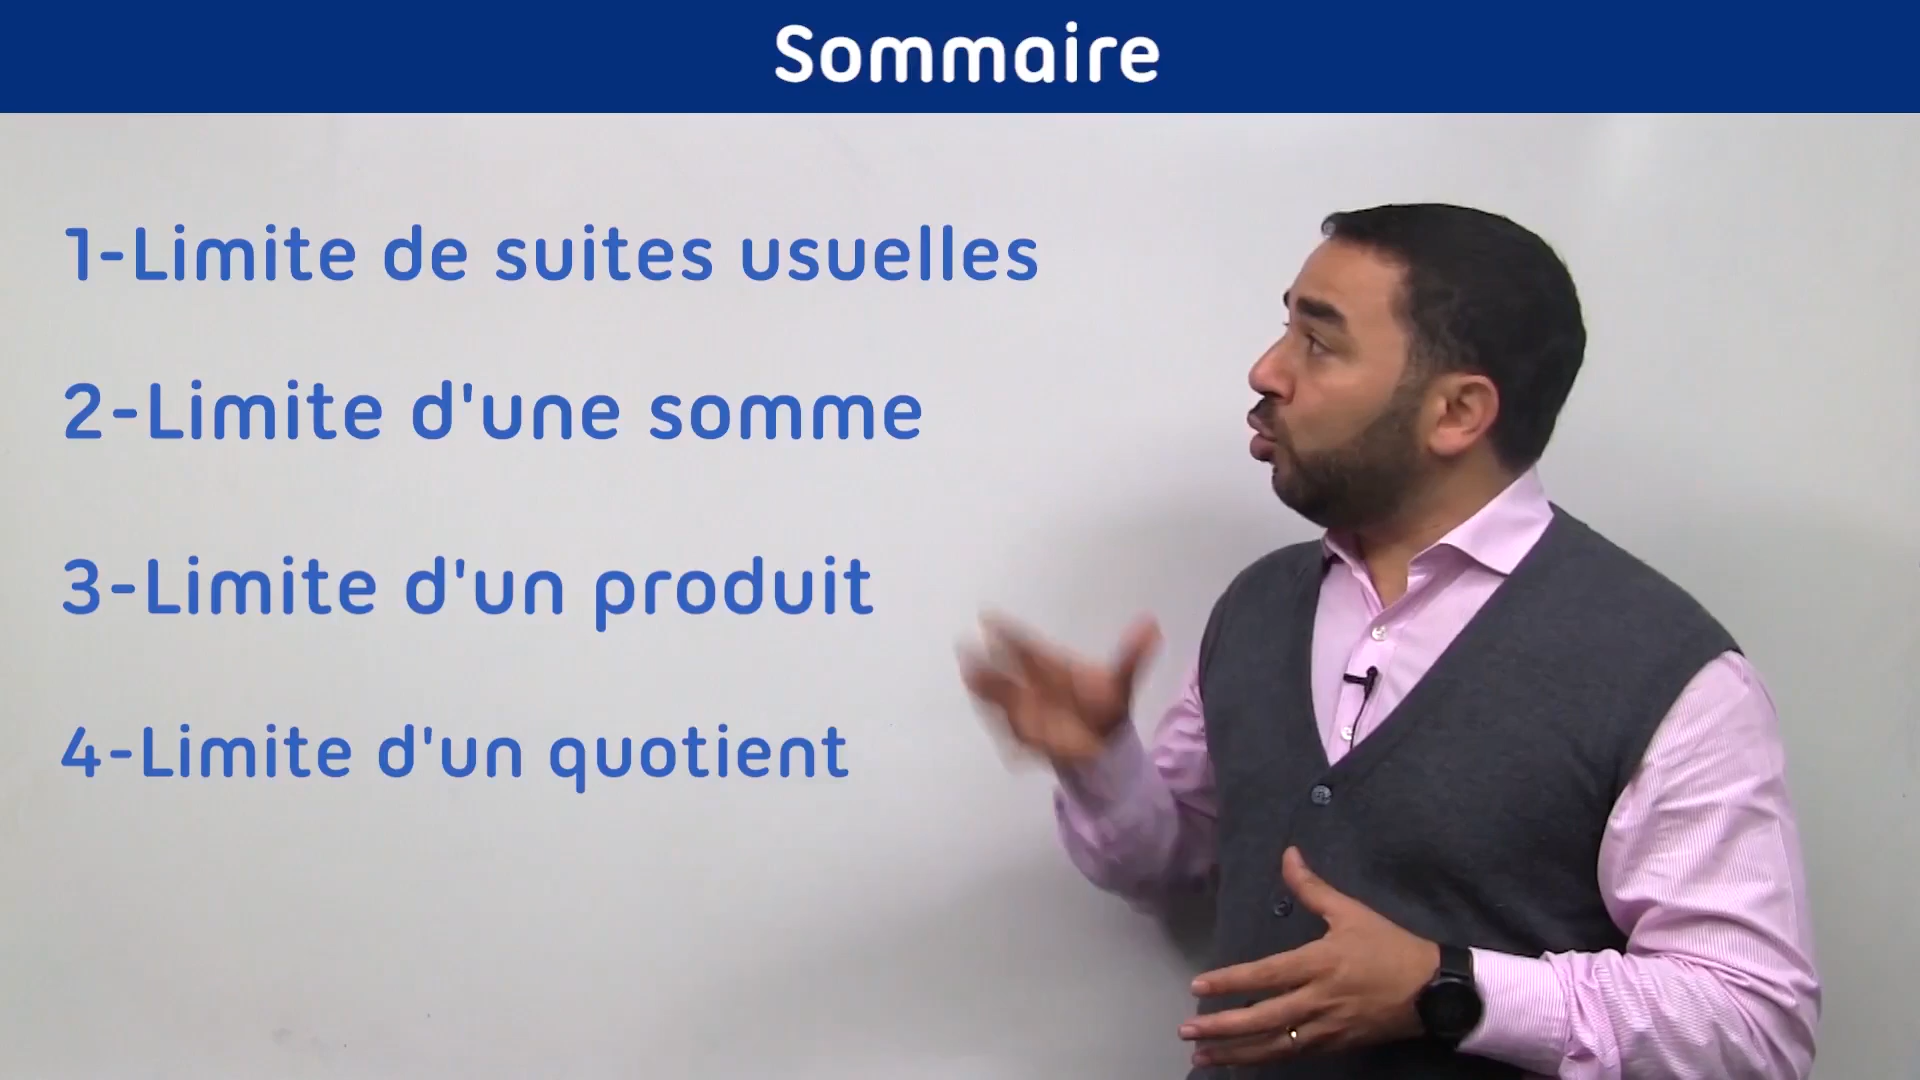 Sommaire
1-Limite de suites usuelles
2-Limite d'une somme
3-Limite d'un produit
4-Limite d'un quotient